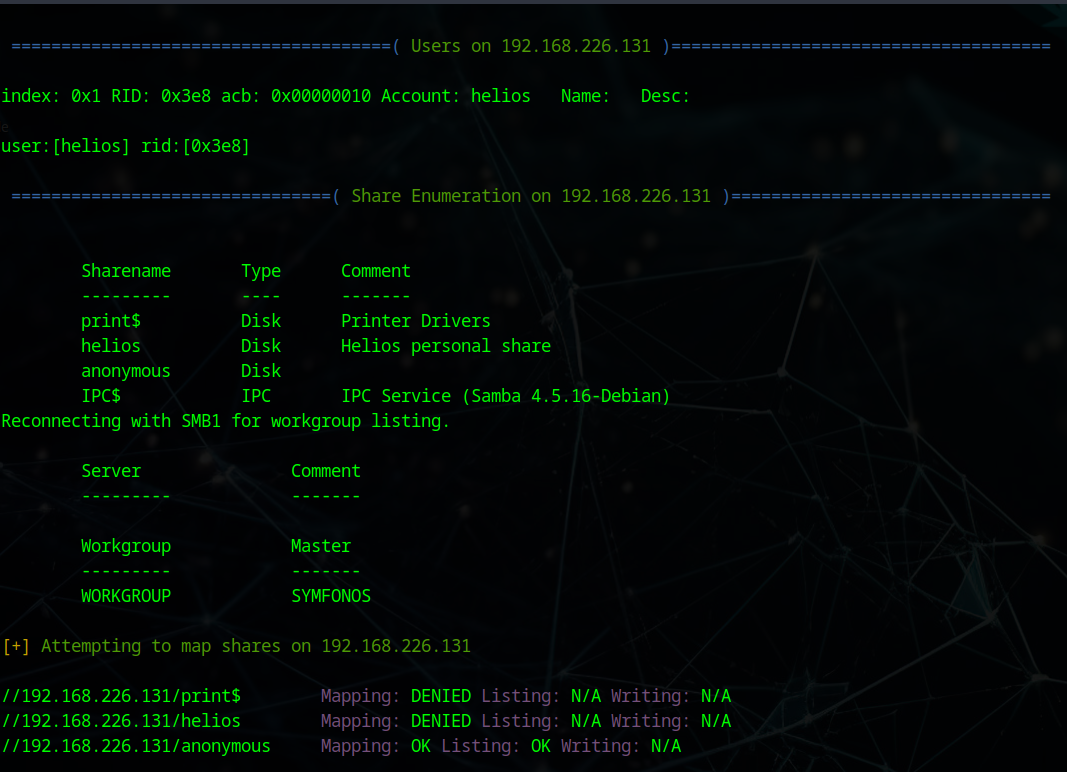 =====================================( Users on 192.168.226.131 )======================================
index: 0x1 RID: 0x3e8 acb: 0x00000010 Account: helios   Name:   Desc:
e
user:[helios] rid:[0x3e8]
================================( Share Enumeration on 192.168.226.131 )================================
Sharename       Type      Comment
---------       ----      -------
print$          Disk      Printer Drivers
helios          Disk      Helios personal share
anonymous       Disk
IPC$            IPC       IPC Service (Samba 4.5.16-Debian)
Reconnecting with SMB1 for workgroup listing.
Server               Comment
---------            -------
Workgroup            Master
---------            -------
WORKGROUP            SYMFONOS
[+] Attempting to map shares on 192.168.226.131
//192.168.226.131/print$        Mapping: DENIED Listing: N/A Writing: N/A
//192.168.226.131/helios        Mapping: DENIED Listing: N/A Writing: N/A
//192.168.226.131/anonymous     Mapping: OK Listing: OK Writing: N/A